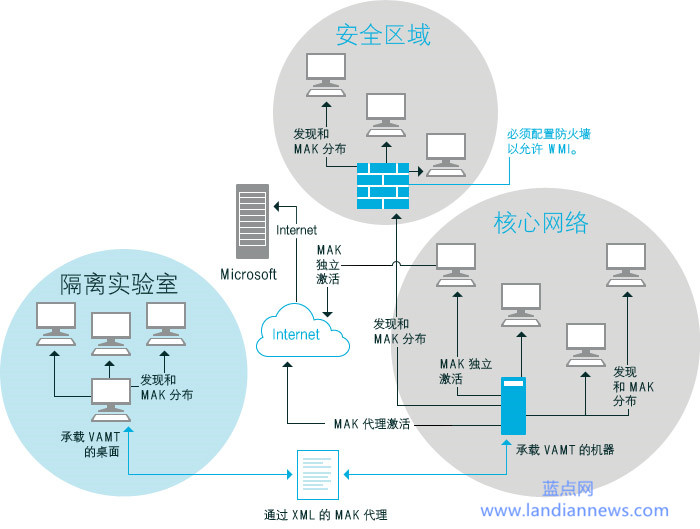 安全区域
发现和
MAK 分布
必须配置防火墙
以允许 WMI。
核心网络
Internet
Microsoft
MAK
独立
激活
隔离实验室
Internet
发现和
MAK 分布
发现和
MAK 分布
MAK 独立
激活
发现
和 MAK
分布
MAK 代理激活
承载 VAMT
的桌面
承载 VAMT 的机器
通过 XML 的 MAK 代理
蓝点网
www.landiannews.com